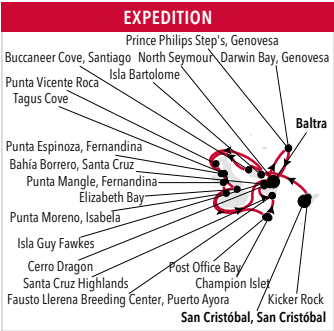 EXPEDITION
Prince Philips Step's, Genovesa
Buccaneer Cove, Santiago North Seymour Darwin Bay, Genovesa
Isla Bartolome
Punta Vicente Roca
Tagus Cove
Baltra
Punta Espinoza, Fernandina
Bahía Borrero, Santa Cruz
Punta Mangle, Fernandina
Elizabeth Bay
Punta Moreno, Isabela
Isla Guy Fawkes
Cerro Dragon
Post Office Bay
Santa Cruz Highlands
Champion Islet
Fausto Llerena Breeding Center, Puerto Ayora
Kicker Rock
San Cristóbal, San Cristóbal